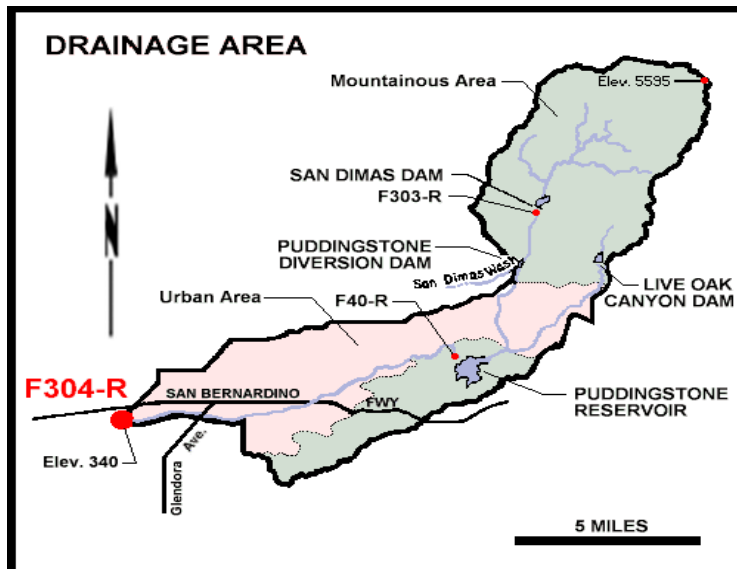 DRAINAGE AREA
Mountainous Area
Elev. 5595
N
SAN DIMAS DAM
F303-R
PUDDINGSTONE
DIVERSION DAM
San Dimas Wash
LIVE OAK
CANYON DAM
Urban Area
F40-R
F304-R
SAN BERNARDINO
FWY
PUDDINGSTONE
RESERVOIR
Elev. 340
Glendora
Ave.
5 MILES